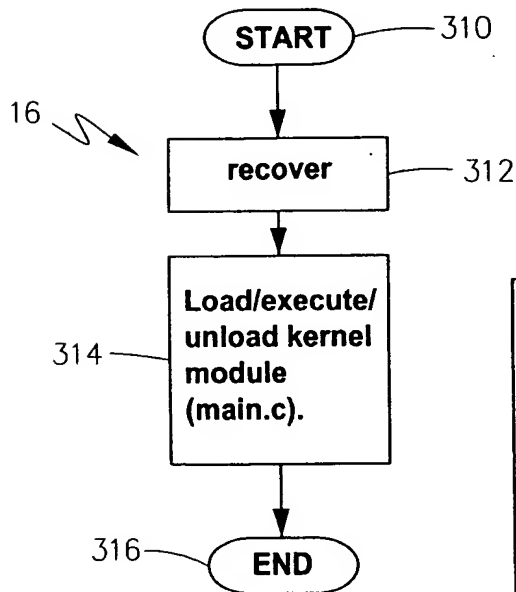 START
310
16
recover
312
Load/execute/
unload kernel
module
(main.c).
314
END
316